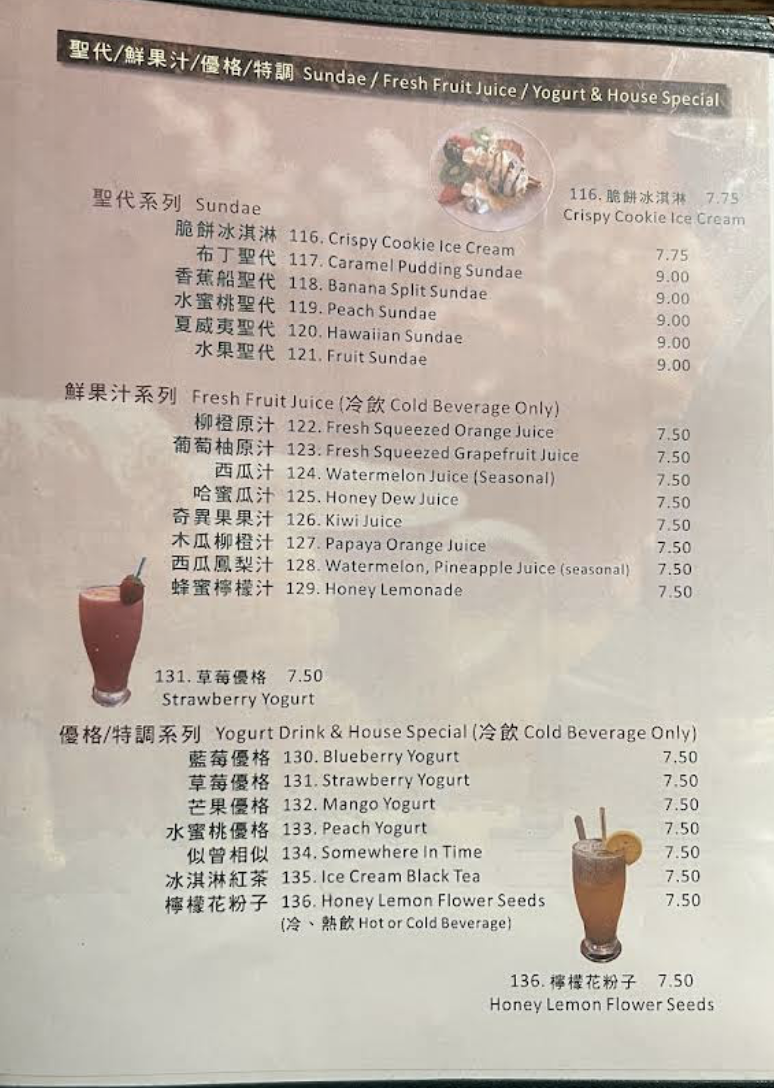 聖代/鮮果汁/優格/特調 Sundae / Fresh Fruit Juice / Yogurt & House Special
116. 脆餅冰淇淋 7.75
Crispy Cookie Ice Cream
聖代系列 Sundae
脆餅冰淇淋 116. Crispy Cookie Ice Cream 7.75
布丁聖代 117. Caramel Pudding Sundae 9.00
香蕉船聖代 118. Banana Split Sundae 9.00
水蜜桃聖代 119. Peach Sundae 9.00
夏威夷聖代 120. Hawaiian Sundae 9.00
水果聖代 121. Fruit Sundae 9.00
鮮果汁系列 Fresh Fruit Juice (冷飲 Cold Beverage Only)
柳橙原汁 122. Fresh Squeezed Orange Juice 7.50
葡萄柚原汁 123. Fresh Squeezed Grapefruit Juice 7.50
西瓜汁 124. Watermelon Juice (Seasonal) 7.50
哈蜜瓜汁 125. Honey Dew Juice 7.50
奇異果果汁 126. Kiwi Juice 7.50
木瓜柳橙汁 127. Papaya Orange Juice 7.50
西瓜鳳梨汁 128. Watermelon, Pineapple Juice (seasonal) 7.50
蜂蜜檸檬汁 129. Honey Lemonade 7.50
131. 草莓優格 7.50
Strawberry Yogurt
優格/特調系列 Yogurt Drink & House Special (冷飲 Cold Beverage Only)
藍莓優格 130. Blueberry Yogurt 7.50
草莓優格 131. Strawberry Yogurt 7.50
芒果優格 132. Mango Yogurt 7.50
水蜜桃優格 133. Peach Yogurt 7.50
似曾相似 134. Somewhere In Time 7.50
冰淇淋紅茶 135. Ice Cream Black Tea 7.50
檸檬花粉子 136. Honey Lemon Flower Seeds 7.50
(冷、熱飲 Hot or Cold Beverage)
136. 檸檬花粉子 7.50
Honey Lemon Flower Seeds